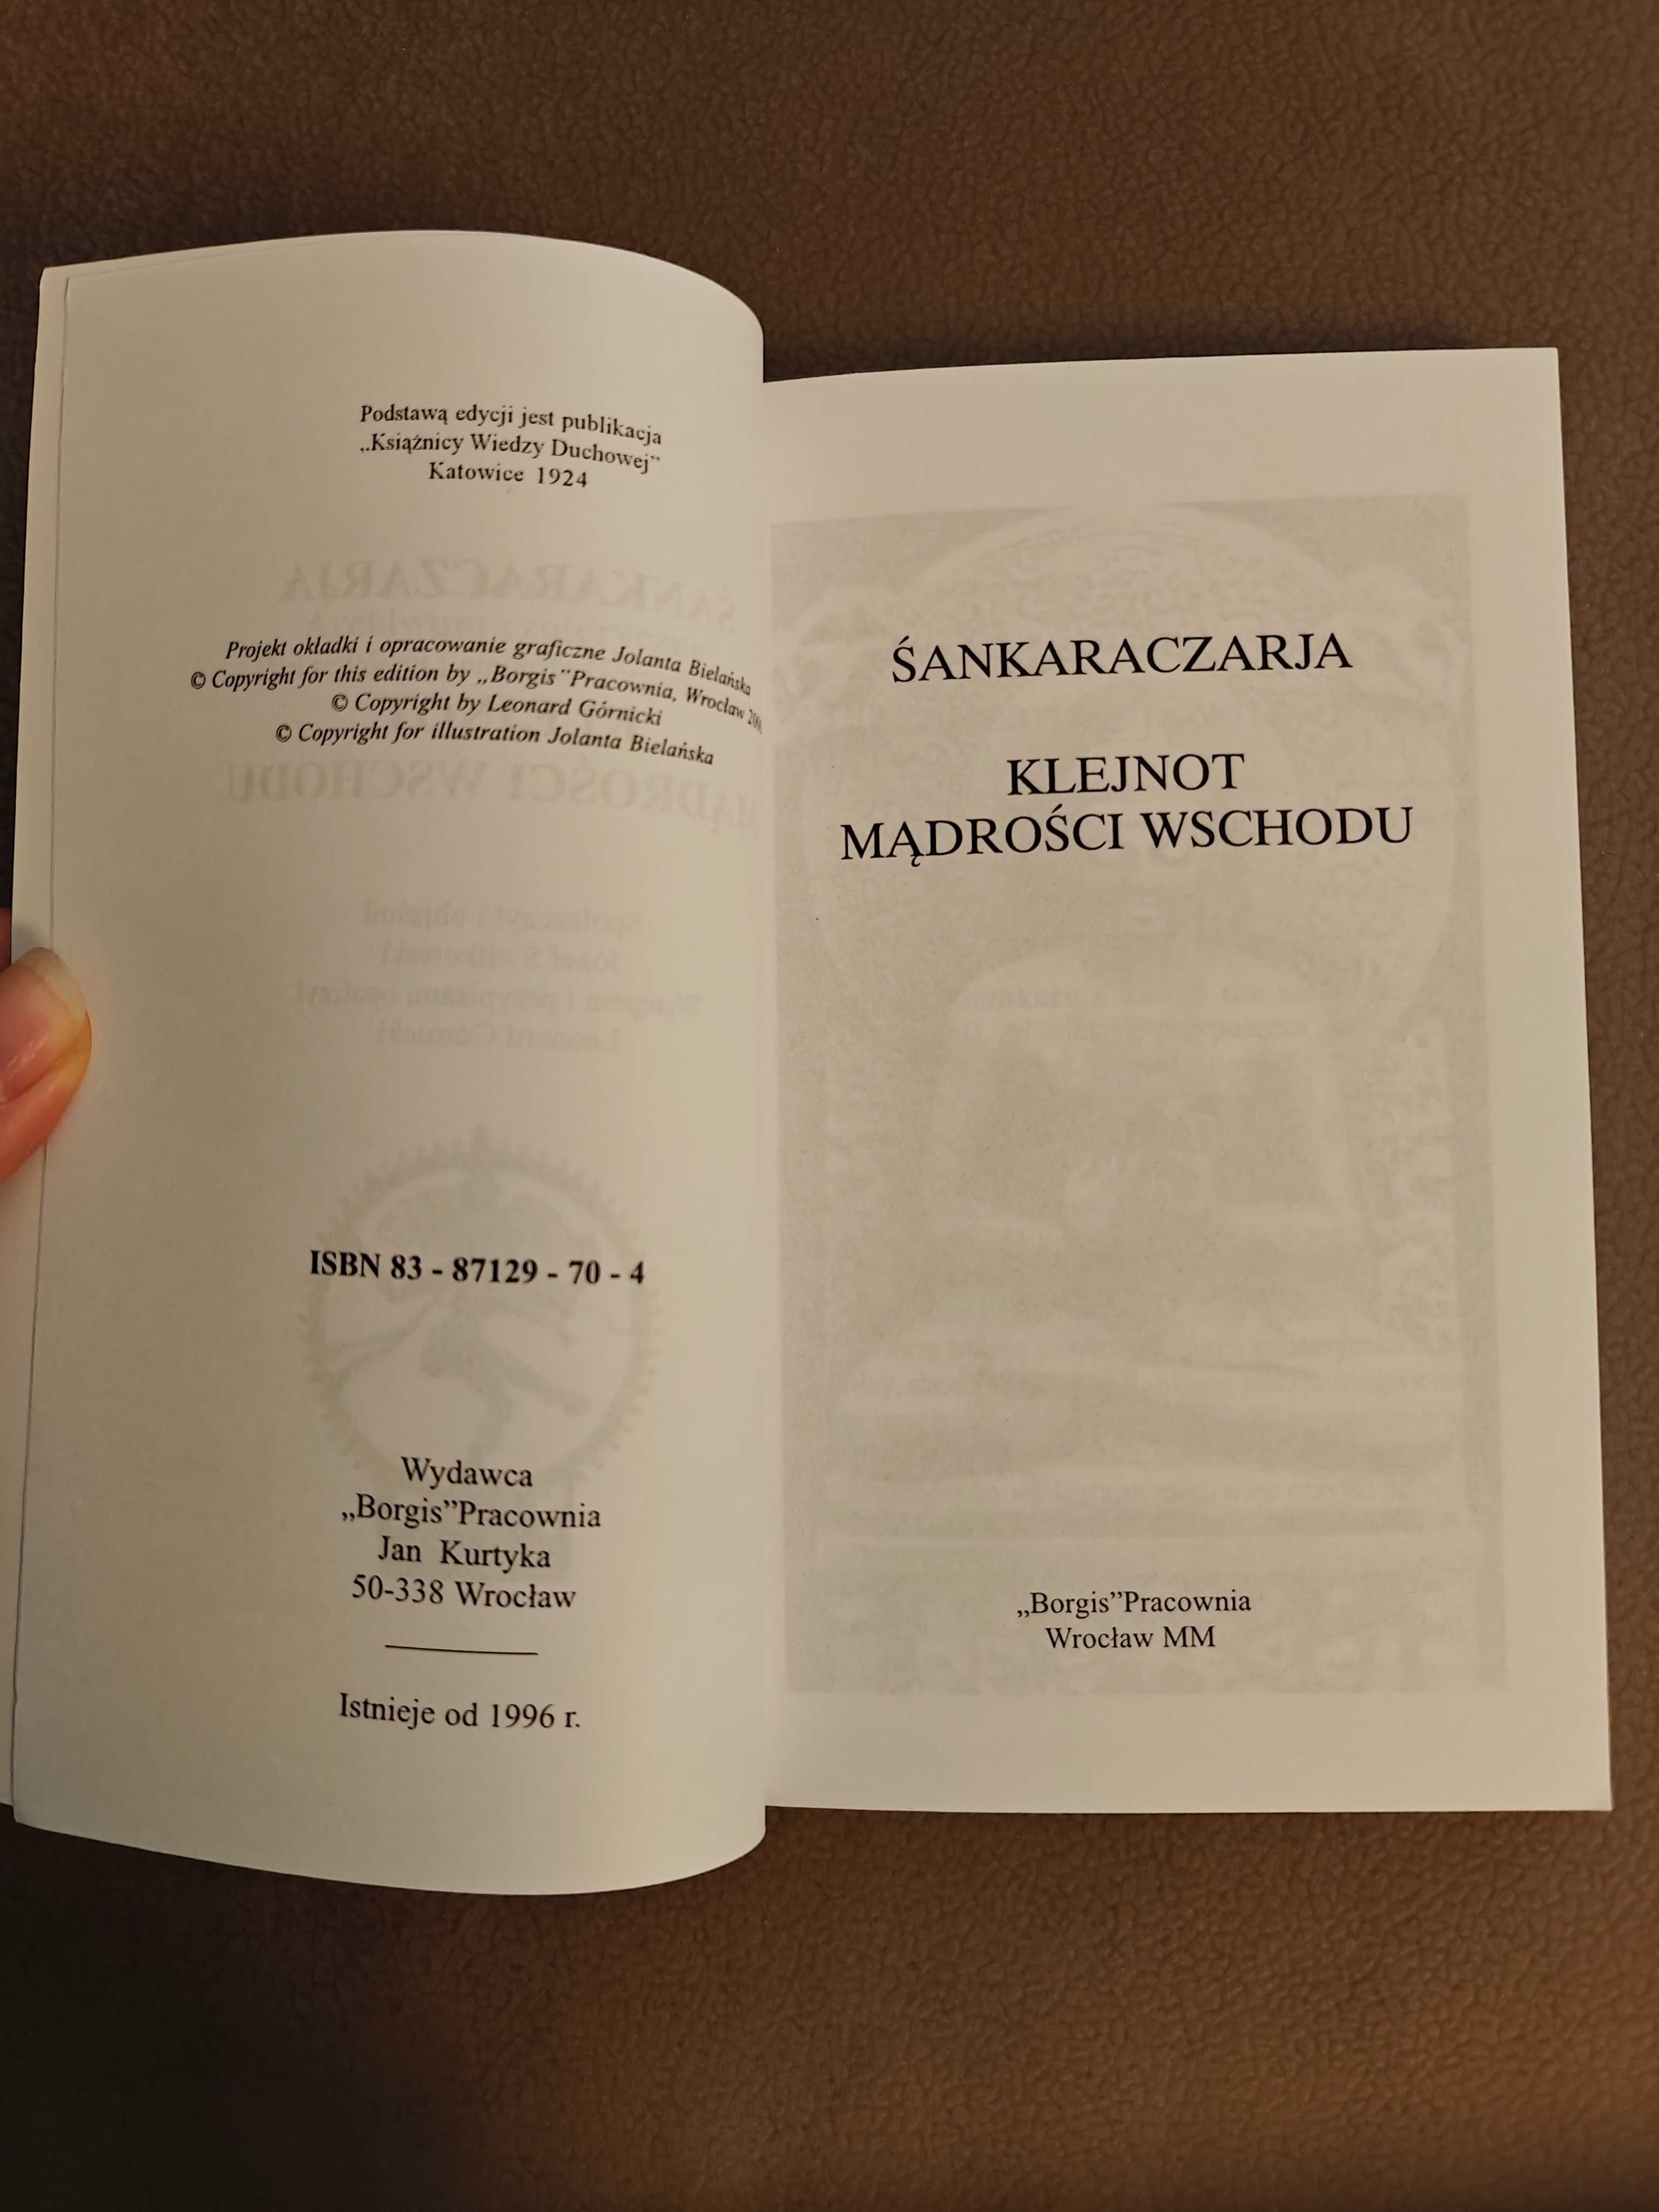 Podstawą edycji jest publikacja
„Książnicy Wiedzy Duchowej“
Katowice 1924
Projekt okładki i opracowanie graficzne Jolanta Bielańska
© Copyright for this edition by „Borgis”Pracownia, Wrocław
© Copyright by Leonard Górnicki
© Copyright for illustration Jolanta Bielańska
ISBN 83 - 87129 - 70 - 4
Wydawca
„Borgis”Pracownia
Jan Kurtyka
50-338 Wrocław
Istnieje od 1996 r.
ŚANKARACZARJA
KLEJNOT
MĄDROŚCI WSCHODU
„Borgis”Pracownia
Wrocław MM